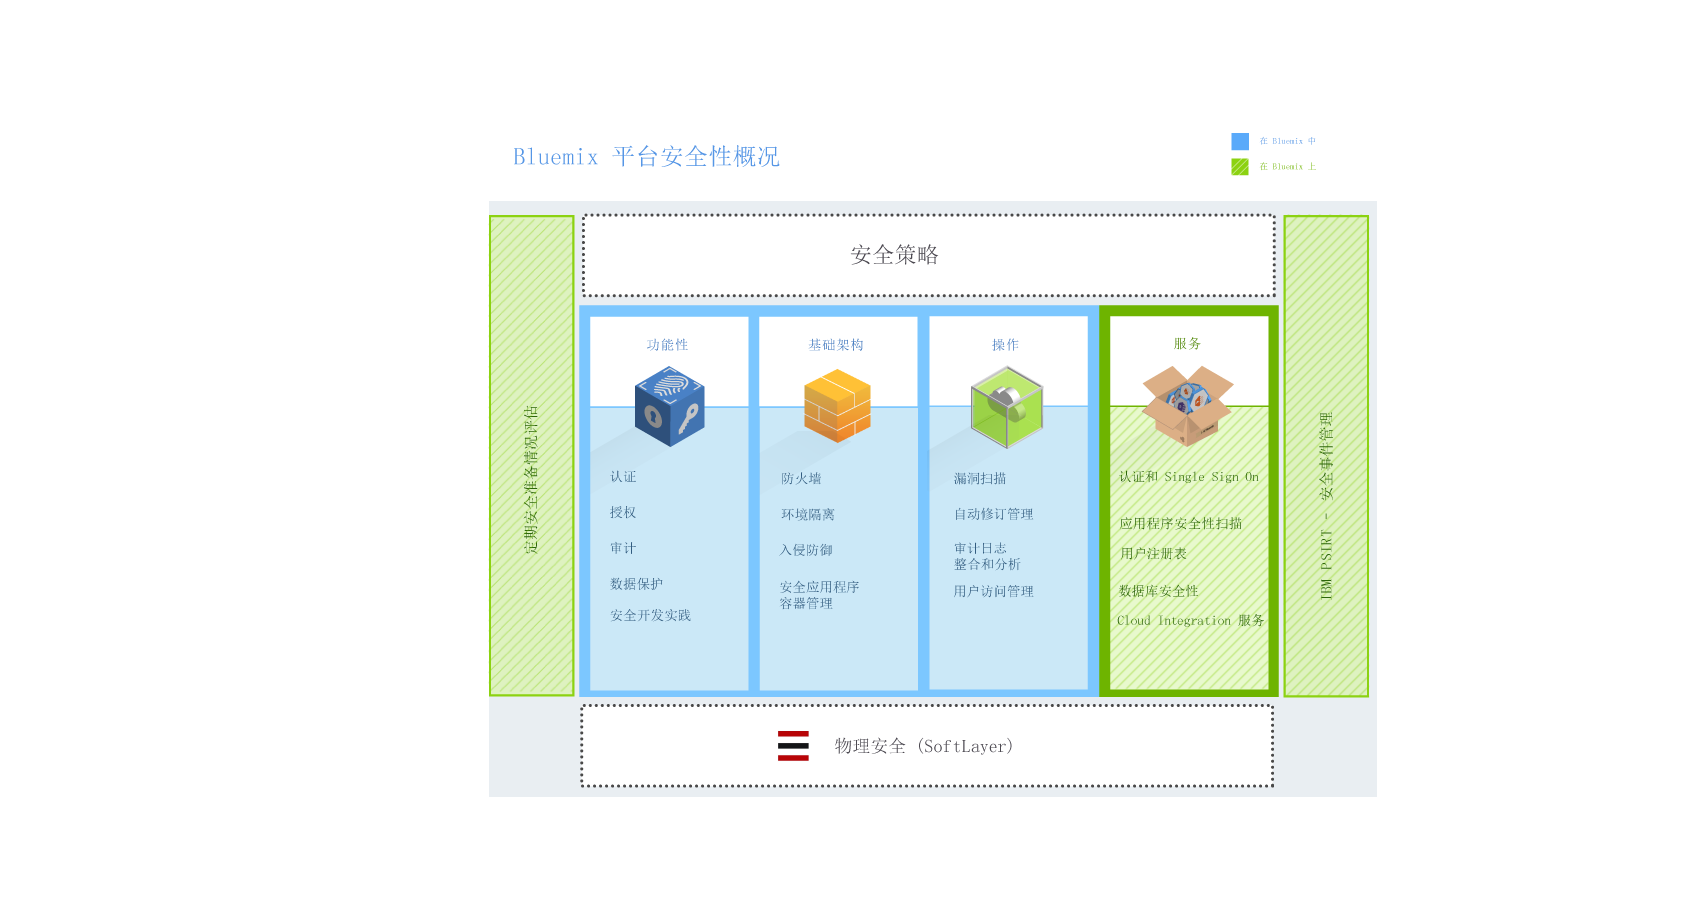 Bluemix 平台安全性概况
在 Bluemix 中
在 Bluemix 上
安全策略
定期安全准备情况评估
功能性
认证
授权
审计
数据保护
安全开发实践
基础架构
防火墙
环境隔离
入侵防御
安全应用程序
容器管理
操作
漏洞扫描
自动修订管理
审计日志
整合和分析
用户访问管理
服务
认证和 Single Sign On
应用程序安全性扫描
用户注册表
数据库安全性
Cloud Integration 服务
IBM PSIRT - 安全事件管理
物理安全 (SoftLayer)